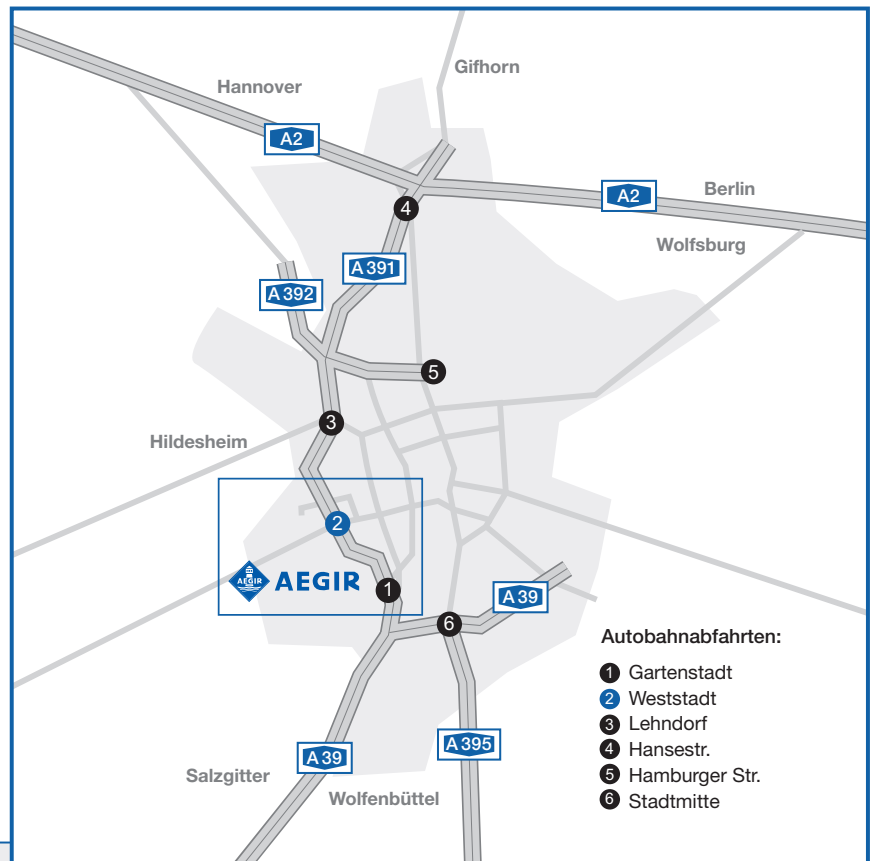 Gifhorn
Hannover
A2
Berlin
A2
4
Wolfsburg
A 391
A 392
5
3
Hildesheim
2
AEGIR
AEGIR
1
A 39
6
Autobahnabfahrten:
1 Gartenstadt
2 Weststadt
3 Lehndorf
4 Hansestr.
5 Hamburger Str.
6 Stadtmitte
A 39
A 395
Salzgitter
Wolfenbüttel